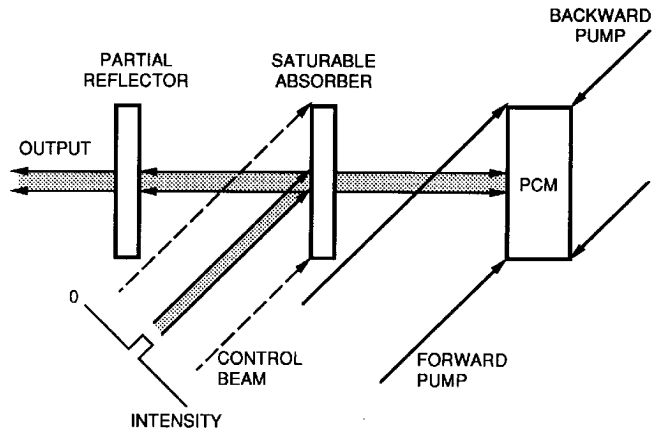 BACKWARD
PUMP
PARTIAL
REFLECTOR
SATURABLE
ABSORBER
OUTPUT
PCM
0
CONTROL
BEAM
FORWARD
PUMP
INTENSITY